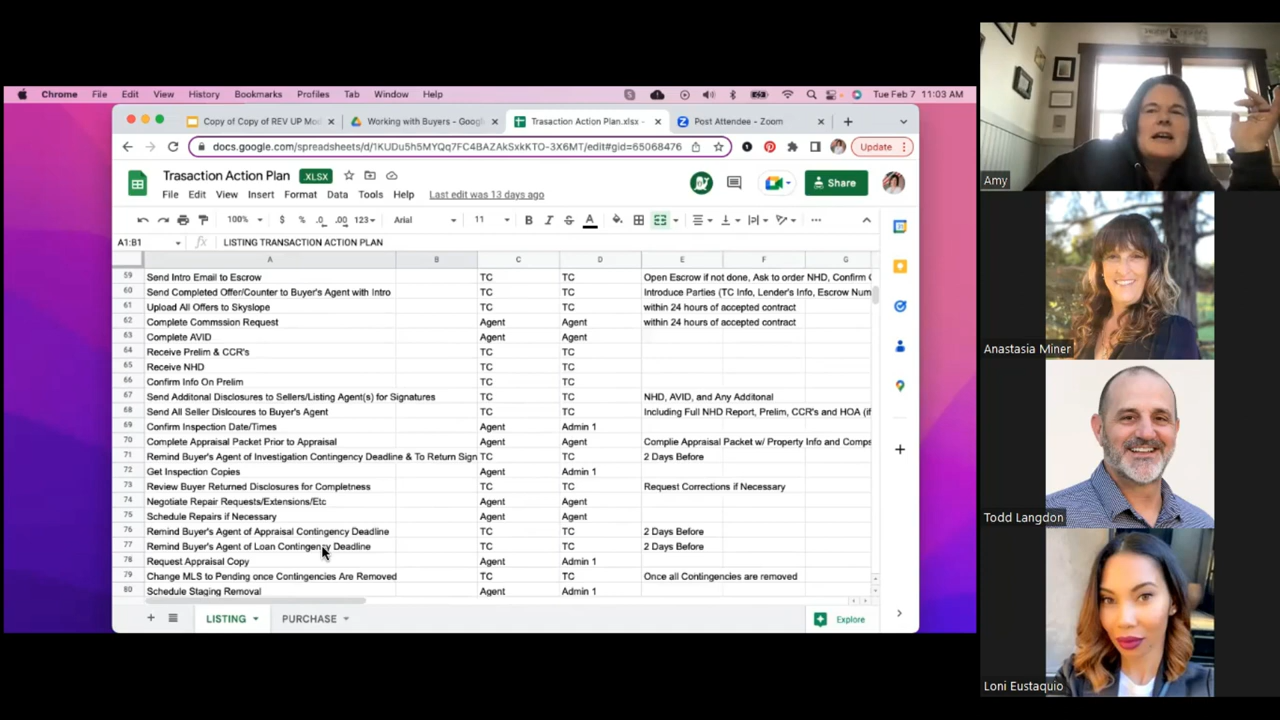 Chrome File Edit View History Bookmarks Profiles Tab Window Help Tue Feb 7 11:03 AM
Copy of Copy of REV UP Mo Working with Buyers - Goog Trasaction Action Plan.xlsx - Post Attendee - Zoom
docs.google.com/spreadsheets/d/1KUDu5h5MYQq7FC4BAZAkSxkKTO-3X6MT/edit#gid=65068476 Update
Trasaction Action Plan XLSX
Share
File Edit View Insert Format Data Tools Help Last edit was 13 days ago
100% $ % .0 .00 123 Arial 11 B I S A
A1:B1 fx LISTING TRANSACTION ACTION PLAN
A B C D E F G
59 Send Intro Email to Escrow TC TC Open Escrow if not done, Ask to order NHD, Confirm
60 Send Completed Offer/Counter to Buyer's Agent with Intro TC TC Introduce Parties (TC Info, Lender's Info, Escrow Num
61 Upload All Offers to Skyslope TC TC within 24 hours of accepted contract
62 Complete Commssion Request Agent Agent within 24 hours of accepted contract
63 Complete AVID Agent Agent
64 Receive Prelim & CCR's TC TC
65 Receive NHD TC TC
66 Confirm Info On Prelim TC TC
67 Send Additonal Disclosures to Sellers/Listing Agent(s) for Signatures TC TC NHD, AVID, and Any Additonal
68 Send All Seller Dislcoures to Buyer's Agent TC TC Including Full NHD Report, Prelim, CCR's and HOA (if
69 Confirm Inspection Date/Times Agent Admin 1
70 Complete Appraisal Packet Prior to Appraisal Agent Agent Complie Appraisal Packet w/ Property Info and Comps
71 Remind Buyer's Agent of Investigation Contingency Deadline & To Return Sign TC TC 2 Days Before
72 Get Inspection Copies Agent Admin 1
73 Review Buyer Returned Disclosures for Completness Agent Agent Request Corrections if Necessary
74 Negotiate Repair Requests/Extensions/Etc Agent Agent
75 Schedule Repairs if Necessary Agent Agent
76 Remind Buyer's Agent of Appraisal Contingency Deadline TC TC 2 Days Before
77 Remind Buyer's Agent of Loan Contingency Deadline TC TC 2 Days Before
78 Request Appraisal Copy Agent Admin 1
79 Change MLS to Pending once Contingencies Are Removed TC TC Once all Contingencies are removed
80 Schedule Staging Removal Agent Admin 1
LISTING PURCHASE Explore
Amy
Anastasia Miner
Todd Langdon
Loni Eustaquio